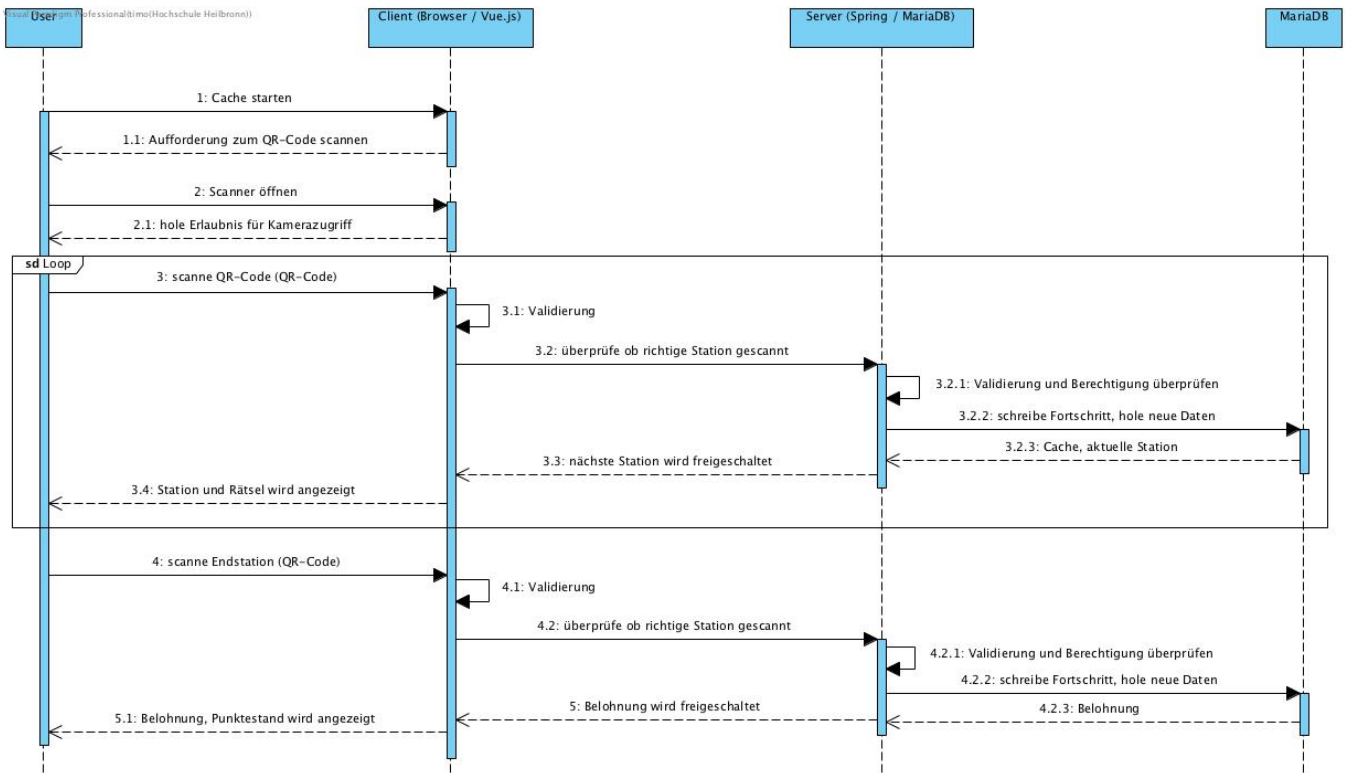 Visual Paradigm Professional(timo(Hochschule Heilbronn))
User
Client (Browser / Vue.js)
Server (Spring / MariaDB)
MariaDB
1: Cache starten
1.1: Aufforderung zum QR-Code scannen
2: Scanner öffnen
2.1: hole Erlaubnis für Kamerazugriff
sd Loop
3: scanne QR-Code (QR-Code)
3.1: Validierung
3.2: überprüfe ob richtige Station gescannt
3.2.1: Validierung und Berechtigung überprüfen
3.2.2: schreibe Fortschritt, hole neue Daten
3.2.3: Cache, aktuelle Station
3.3: nächste Station wird freigeschaltet
3.4: Station und Rätsel wird angezeigt
4: scanne Endstation (QR-Code)
4.1: Validierung
4.2: überprüfe ob richtige Station gescannt
4.2.1: Validierung und Berechtigung überprüfen
4.2.2: schreibe Fortschritt, hole neue Daten
4.2.3: Belohnung
5: Belohnung wird freigeschaltet
5.1: Belohnung, Punktestand wird angezeigt